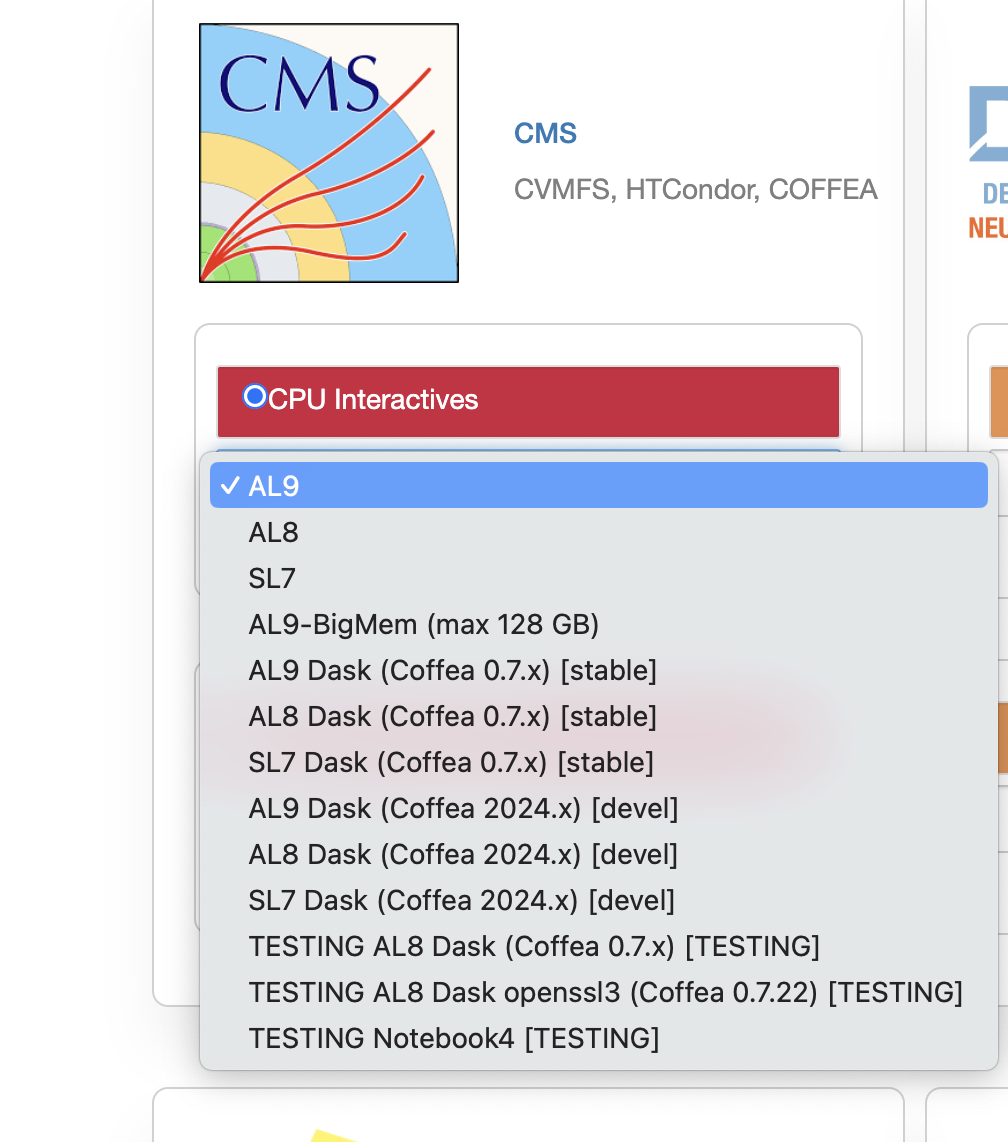 CMS
CMS
CVMFS, HTCondor, COFFEA
DE
NEU
CPU Interactives
✓ AL9
AL8
SL7
AL9-BigMem (max 128 GB)
AL9 Dask (Coffea 0.7.x) [stable]
AL8 Dask (Coffea 0.7.x) [stable]
SL7 Dask (Coffea 0.7.x) [stable]
AL9 Dask (Coffea 2024.x) [devel]
AL8 Dask (Coffea 2024.x) [devel]
SL7 Dask (Coffea 2024.x) [devel]
TESTING AL8 Dask (Coffea 0.7.x) [TESTING]
TESTING AL8 Dask openssl3 (Coffea 0.7.22) [TESTING]
TESTING Notebook4 [TESTING]